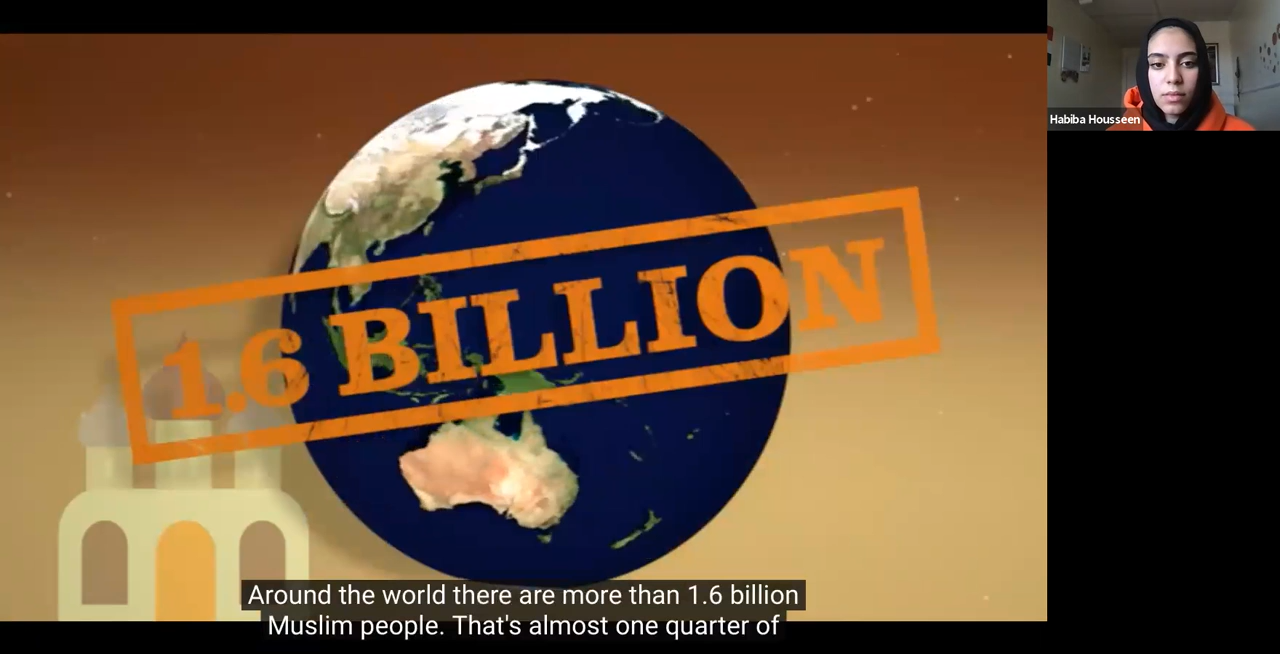 Habiba Housseen
1.6 BILLION
Around the world there are more than 1.6 billion
Muslim people. That's almost one quarter of